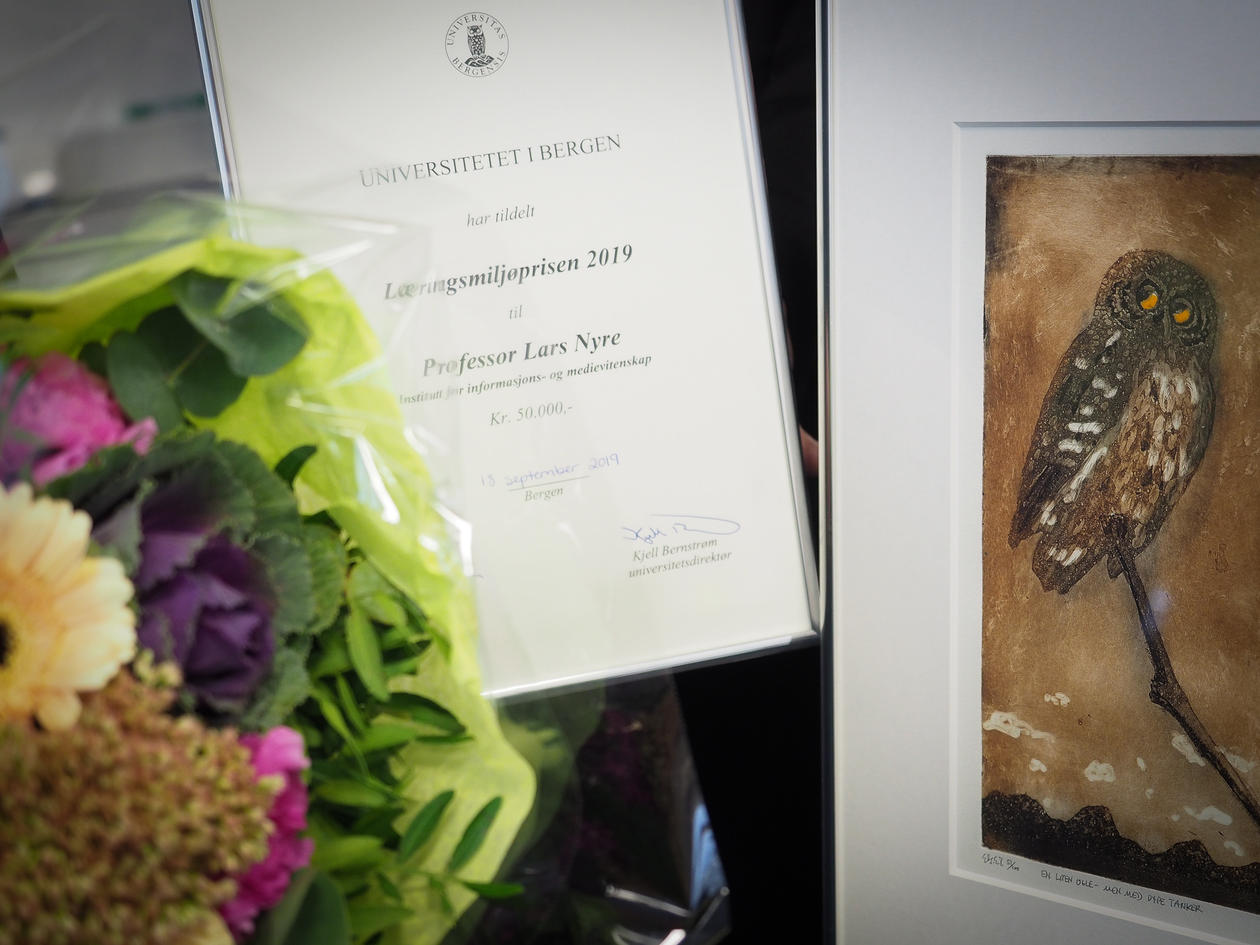 UNIVERSITAS BERGENSIS
UNIVERSITETET I BERGEN
har tildelt
Læringsmiljøprisen 2019
til
Professor Lars Nyre
Institutt for informasjons- og medievitenskap
Kr. 50.000,-
18 september 2019
Bergen
Kjell Bernstrøm
universitetsdirektør
EN LITEN UGLE - MEN MED DYPE TANKER